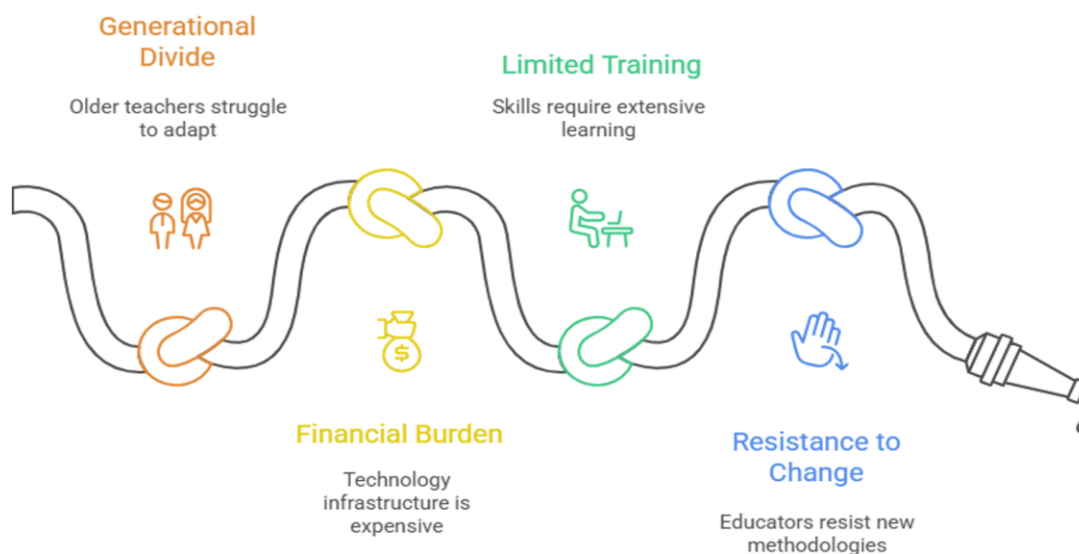 Generational
Divide
Older teachers struggle
to adapt
Financial Burden
Technology
infrastructure is
expensive
Limited Training
Skills require extensive
learning
Resistance to
Change
Educators resist new
methodologies